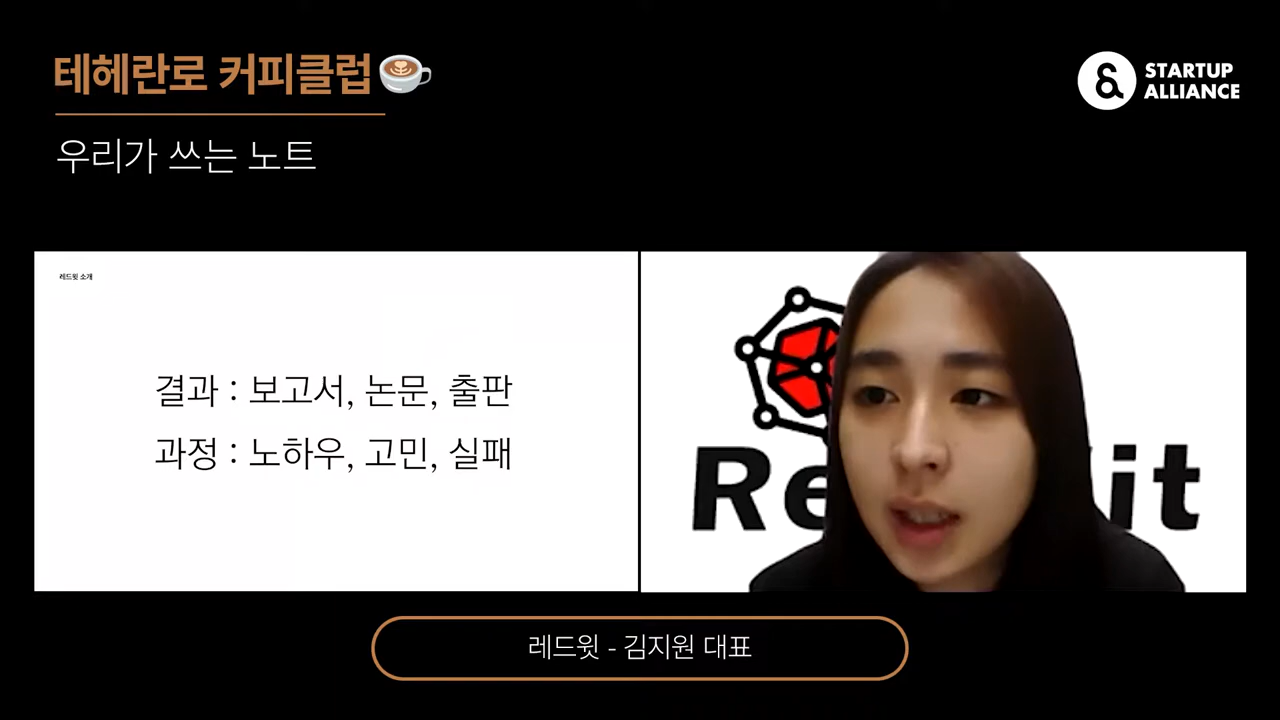 테헤란로 커피클럽
STARTUP
ALLIANCE
우리가 쓰는 노트
레드윗 소개
결과 : 보고서, 논문, 출판
과정 : 노하우, 고민, 실패
Re it
레드윗 - 김지원 대표